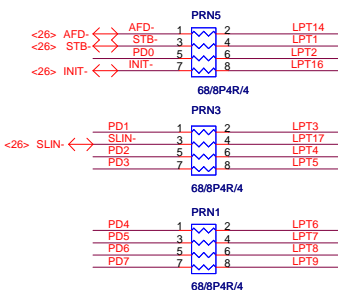 PRN5
<26> AFD- AFD- 1 2 LPT14
<26> STB- STB- 3 4 LPT1
PD0 5 6 LPT2
<26> INIT- INIT- 7 8 LPT16
68/8P4R/4
PRN3
PD1 1 2 LPT3
<26> SLIN- SLIN- 3 4 LPT17
PD2 5 6 LPT4
PD3 7 8 LPT5
68/8P4R/4
PRN1
PD4 1 2 LPT6
PD5 3 4 LPT7
PD6 5 6 LPT8
PD7 7 8 LPT9
68/8P4R/4